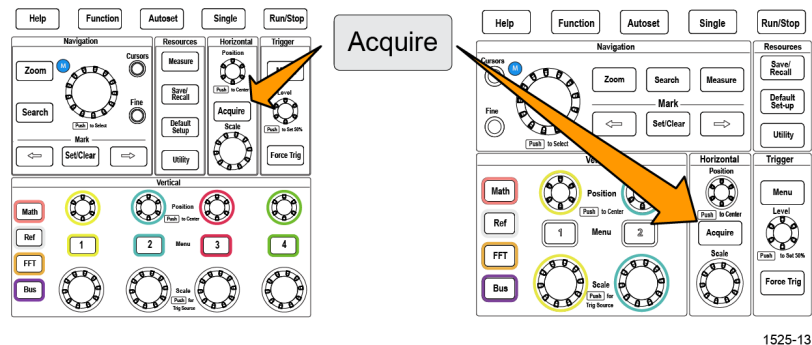 Help Function Autoset Single Run/Stop
Navigation Resources Horizontal Trigger
Cursors
Position
Zoom M Measure
Push to Center
Fine Save/
Recall Level
Search Acquire
Push to Select Default
Setup Scale Push to Set 50%
Mark
Set/Clear Utility Force Trig
Vertical
Math Position
Push to Center
Ref
1 2 Menu 3 4
FFT
Bus Scale
Push for
Trig Source
Acquire
Help Function Autoset Single Run/Stop
Navigation Resources
Cursors
M Zoom Search Measure Save/
Recall
Fine Mark Default
Set-up
Set/Clear
Push to Select Utility
Horizontal Trigger
Position
Math Position Menu
Push to Center Push to Center
Level
Ref 1 Menu 2 Acquire
FFT Scale Push to Set 50%
Bus Scale Force Trig
Push for
Trig Source
1525-13